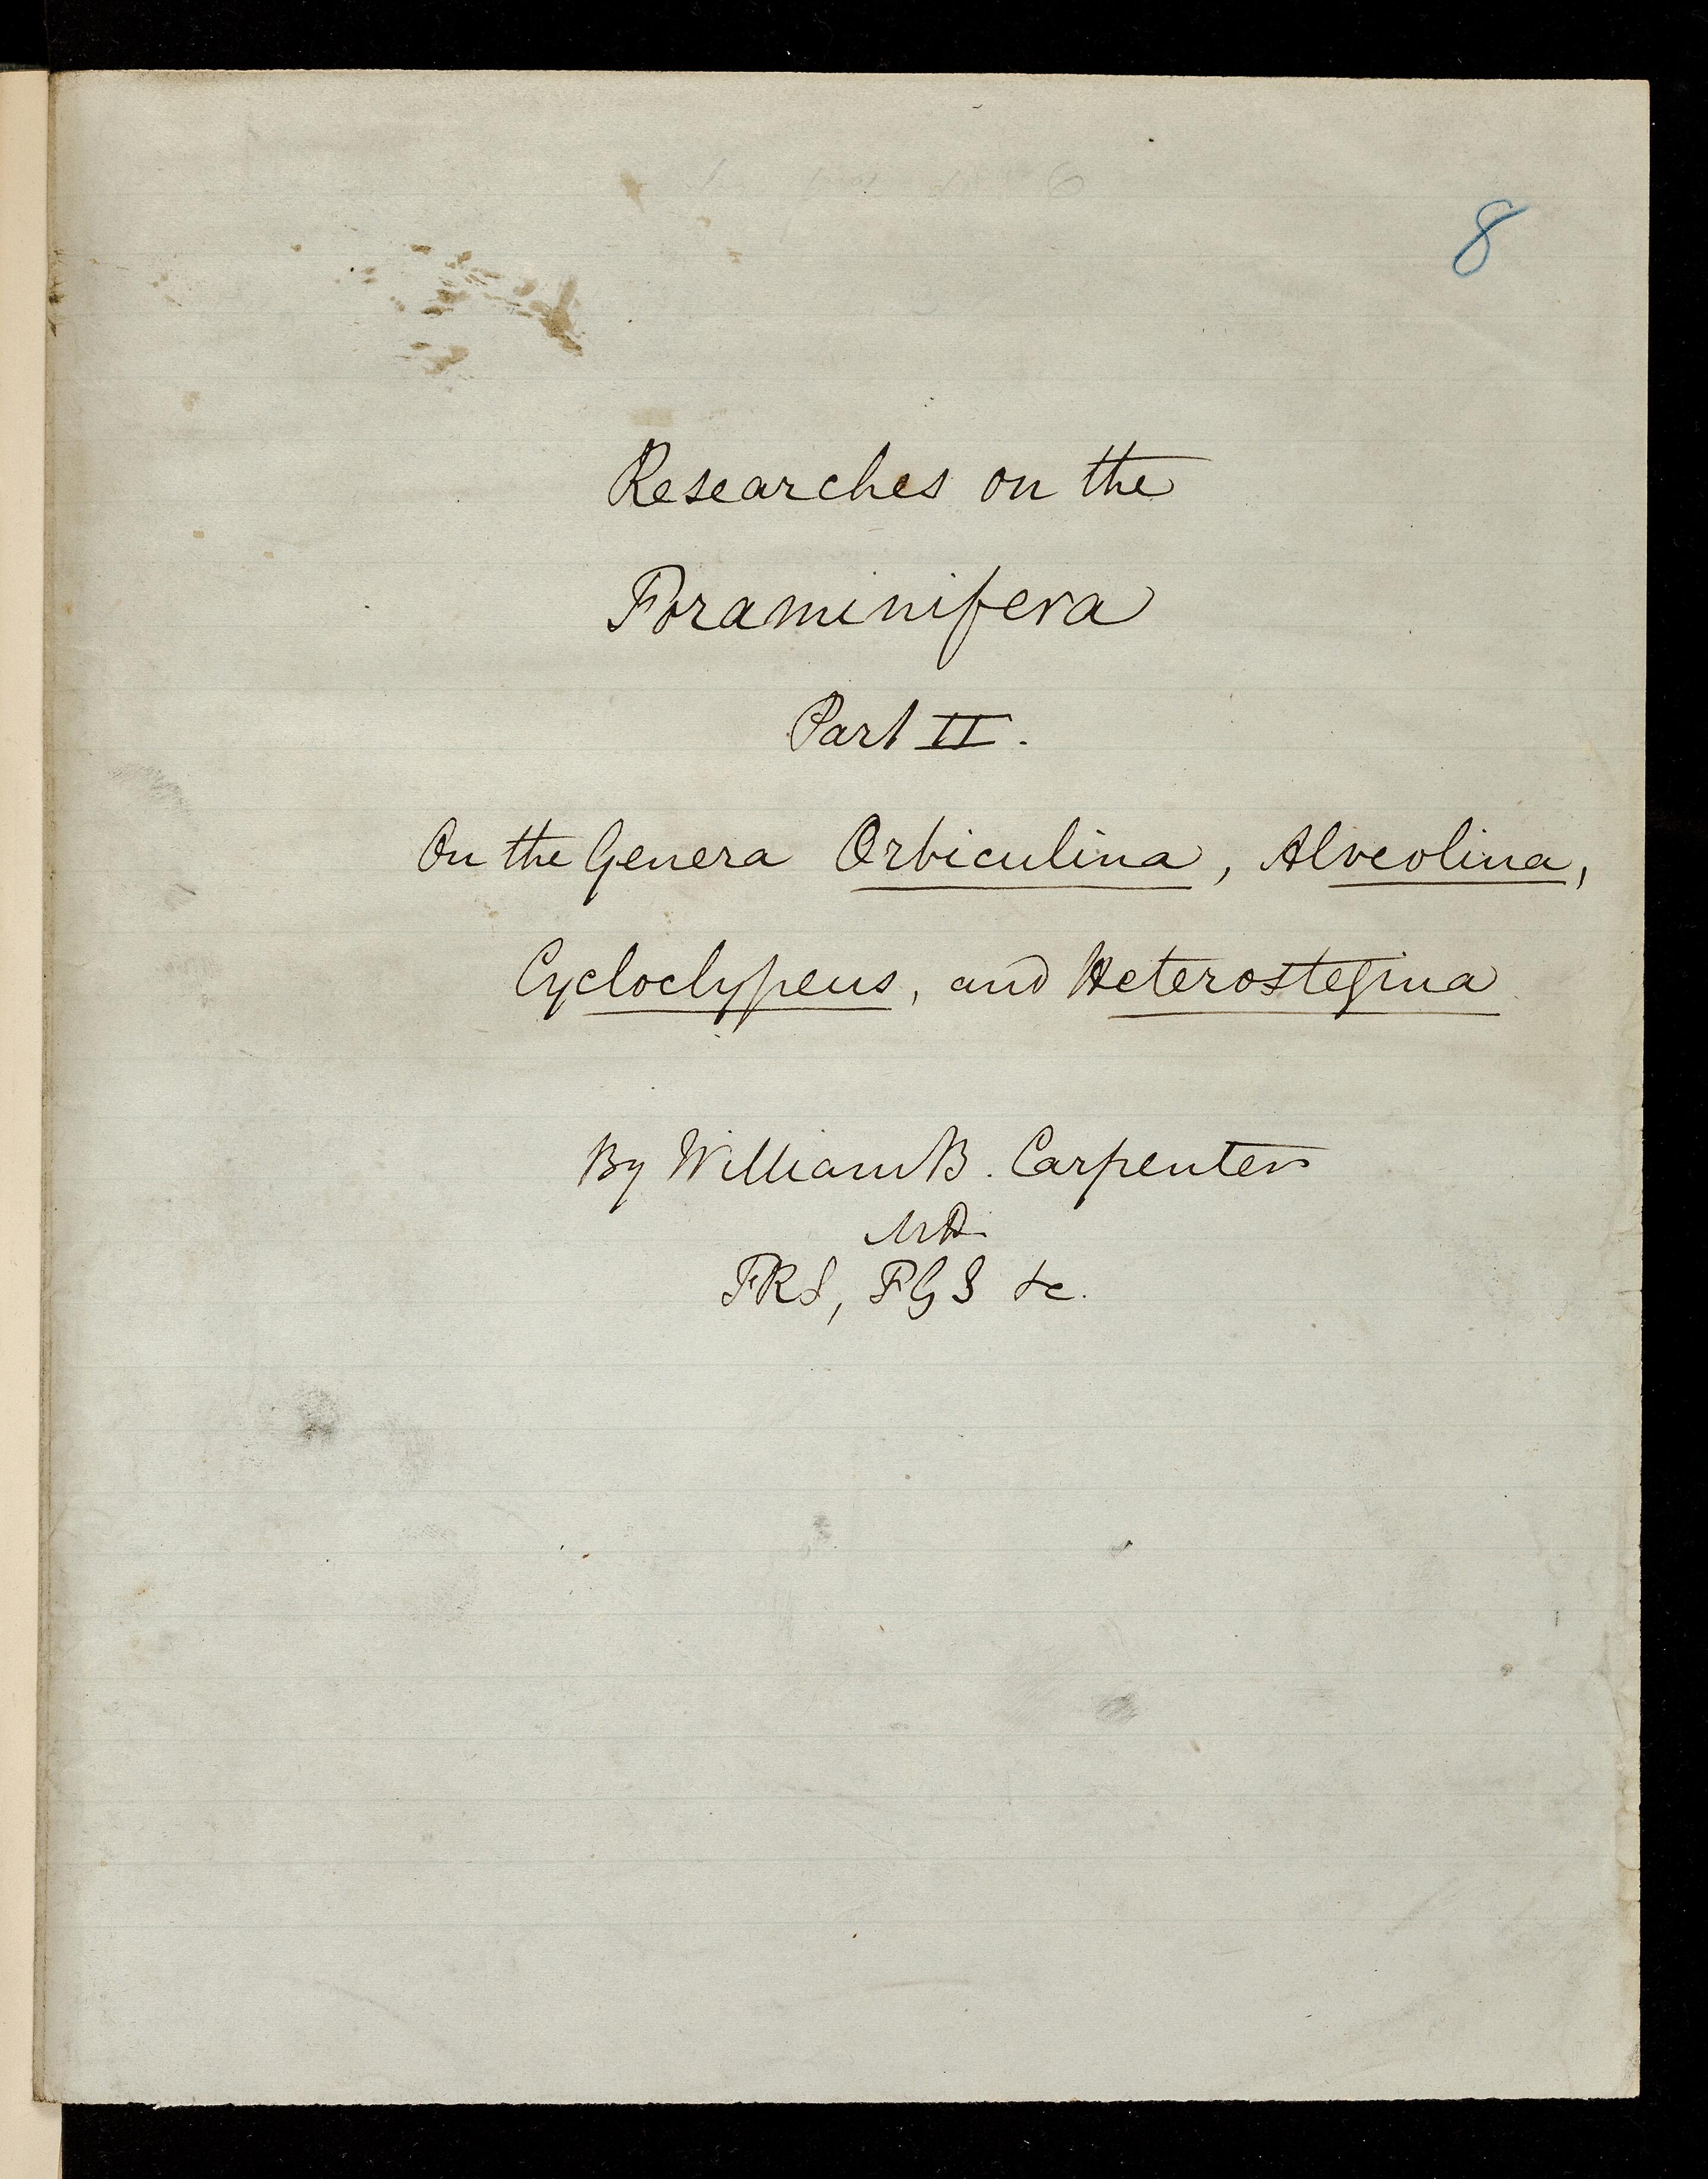 8
Researches on the
Foraminifera
Part II.
On the Genera Orbiculina, Alveolina,
Cycloclypeus, and Heterostegina
By William B. Carpenter
MD
FRS, FGS &c.